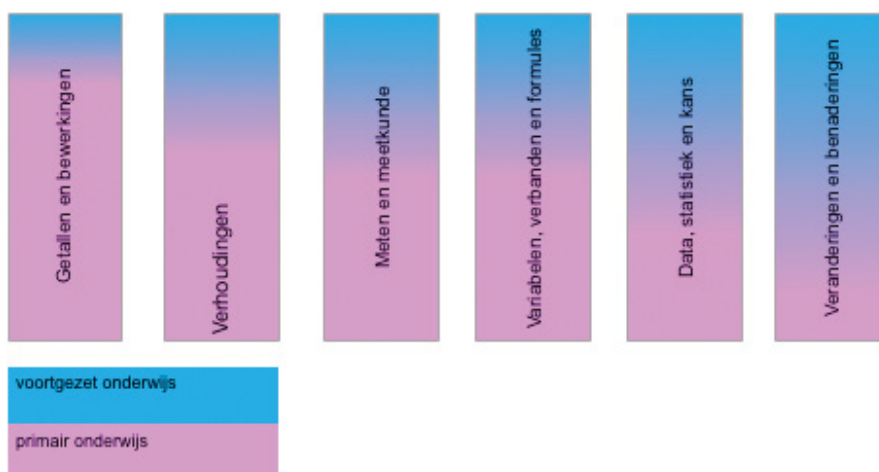 Getallen en bewerkingen
Verhoudingen
Meten en meetkunde
Variabelen, verbanden en formules
Data, statistiek en kans
Veranderingen en benaderingen
voortgezet onderwijs
primair onderwijs